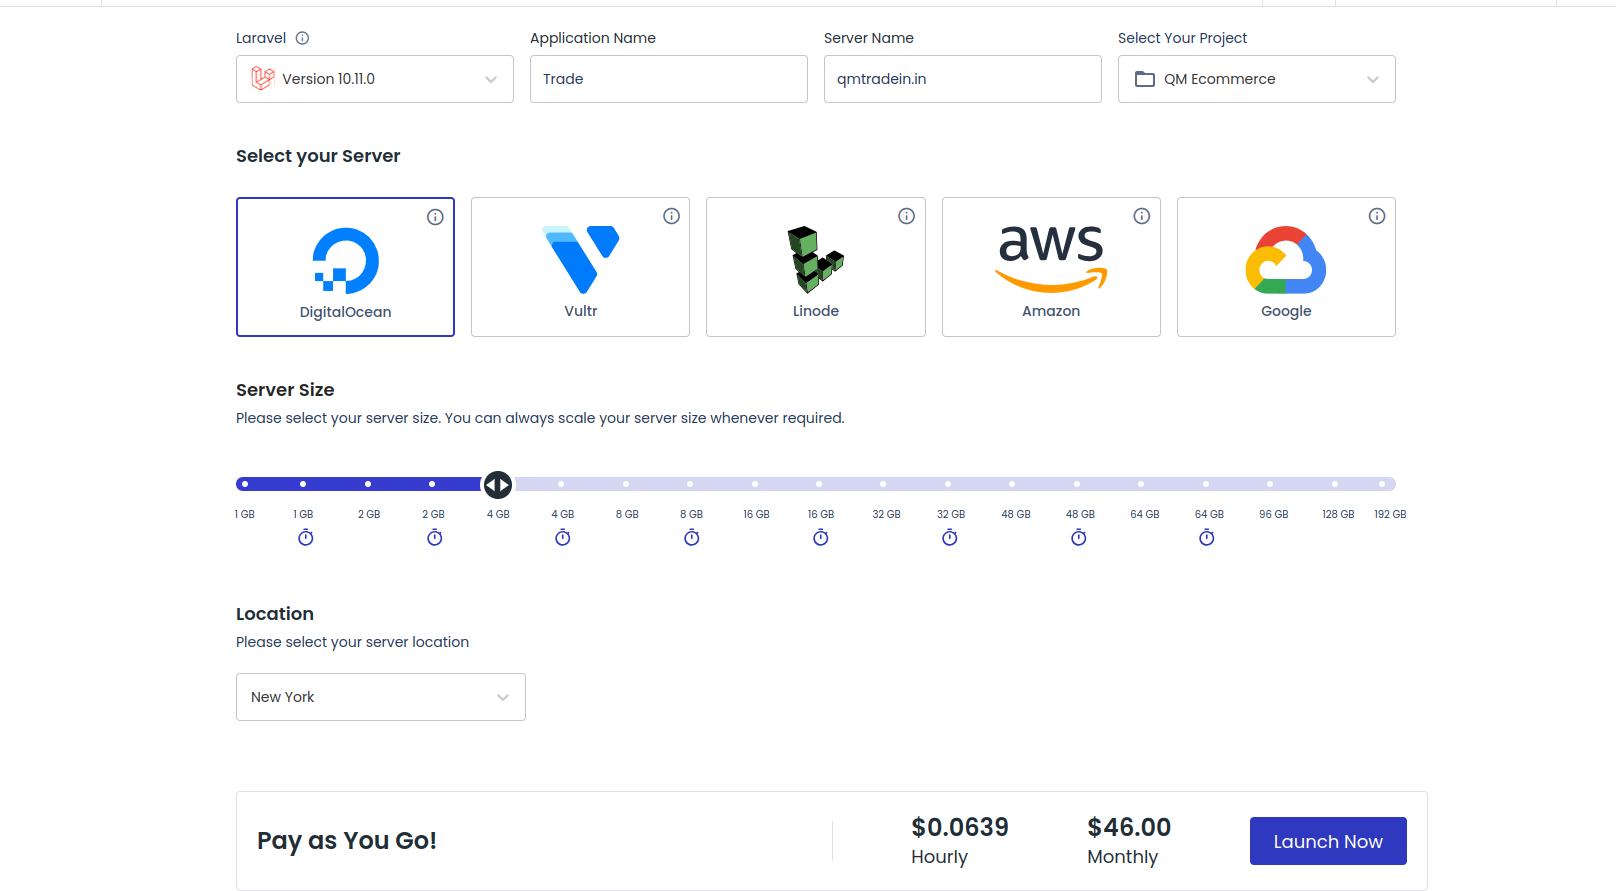 Laravel Application Name Server Name Select Your Project
Version 10.11.0 Trade qmtradein.in QM Ecommerce
Select your Server
aws
DigitalOcean Vultr Linode Amazon Google
Server Size
Please select your server size. You can always scale your server size whenever required.
1 GB 1 GB 2 GB 2 GB 4 GB 4 GB 8 GB 8 GB 16 GB 16 GB 32 GB 32 GB 48 GB 48 GB 64 GB 64 GB 96 GB 128 GB 192 GB
Location
Please select your server location
New York
Pay as You Go! $0.0639 $46.00 Launch Now
Hourly Monthly